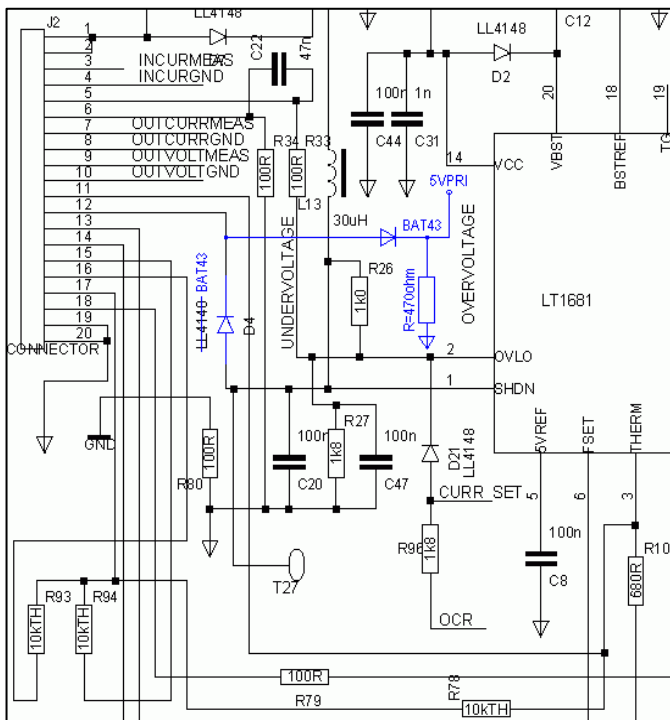 J2
1
2
3
4
5
6
7
8
9
10
11
12
13
14
15
16
17
18
19
20
CONNECTOR
INCURMEAS
INCURGND
OUTCURRMEAS
OUTCURRGND
OUTVOLTMEAS
OUTVOLTGND
LL4148
C22
47n
R34
100R
R33
100R
L13
30uH
100n
C44
1n
C31
LL4148
D2
C12
20
18
19
VBST
BSTREF
TG
14
VCC
5VPRI
BAT43
R=470ohm
OVERVOLTAGE
UNDERVOLTAGE
LL4140 BAT43
D4
R26
1k0
LT1681
2
OVLO
1
SHDN
5VREF
FSET
THERM
5
6
3
GND
R80
100R
100n
C20
R27
1k8
100n
C47
D21
LL4148
CURR_SET
R96
1k8
OCR
100n
C8
R10
680R
T27
R93
10kTH
R94
10kTH
100R
R79
R78
10kTH